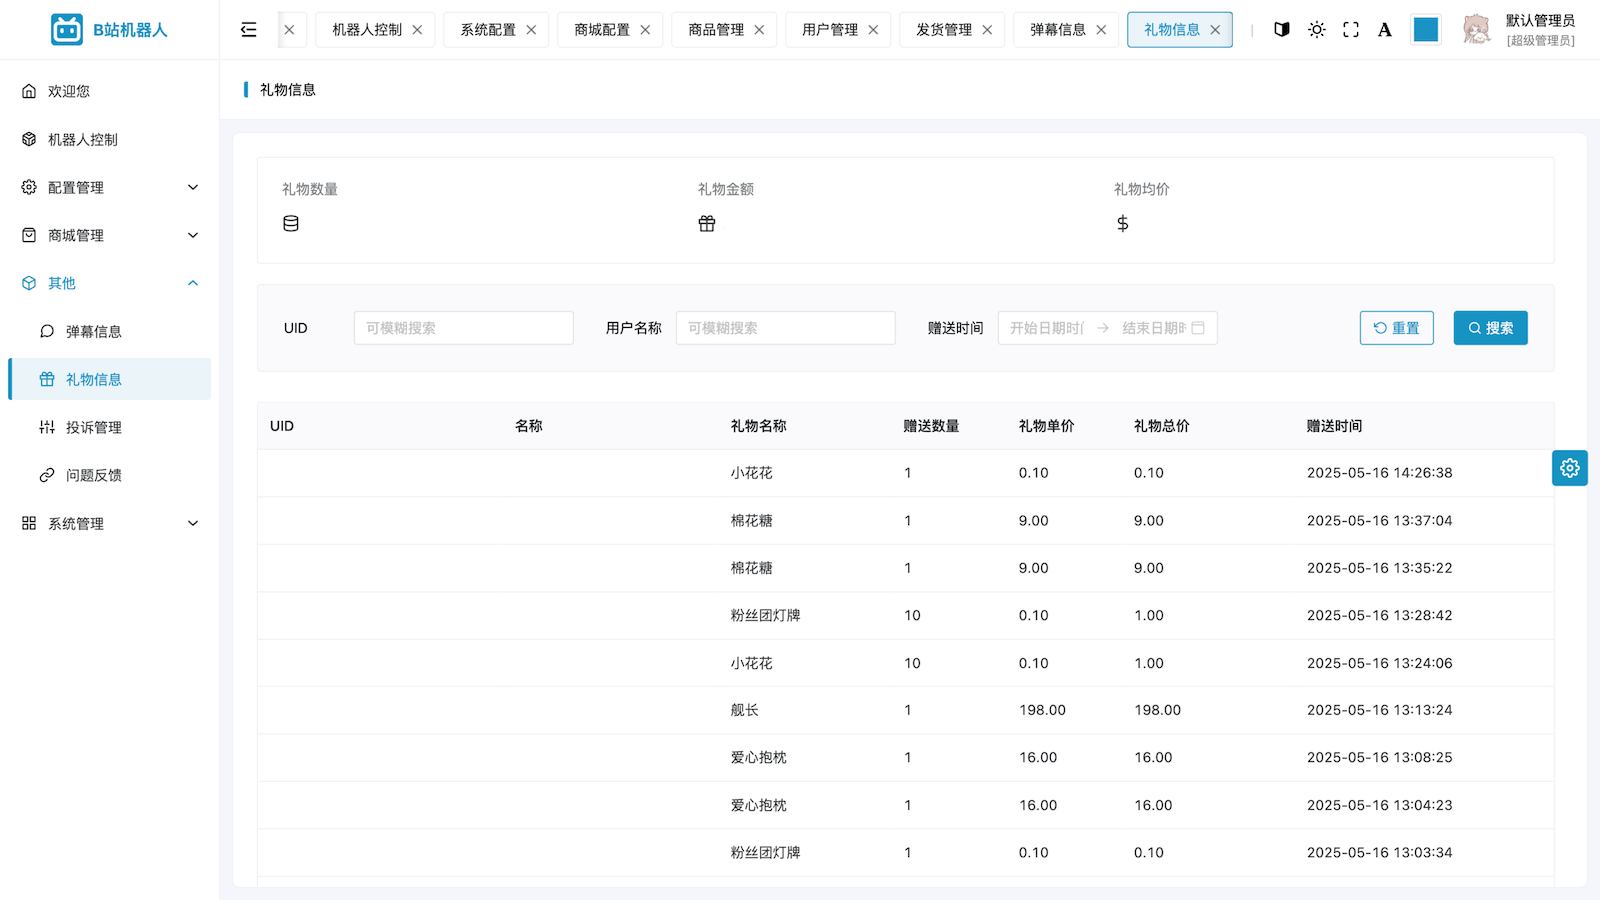 B站机器人
机器人控制
系统配置
商城配置
商品管理
用户管理
发货管理
弹幕信息
礼物信息
A
默认管理员
[超级管理员]
欢迎您
机器人控制
配置管理
商城管理
其他
弹幕信息
礼物信息
投诉管理
问题反馈
系统管理
礼物信息
礼物数量 礼物金额 礼物均价
UID 可模糊搜索 用户名称 可模糊搜索 赠送时间 开始日期时 结束日期时 重置 搜索
UID 名称 礼物名称 赠送数量 礼物单价 礼物总价 赠送时间
小花花 1 0.10 0.10 2025-05-16 14:26:38
棉花糖 1 9.00 9.00 2025-05-16 13:37:04
棉花糖 1 9.00 9.00 2025-05-16 13:35:22
粉丝团灯牌 10 0.10 1.00 2025-05-16 13:28:42
小花花 10 0.10 1.00 2025-05-16 13:24:06
舰长 1 198.00 198.00 2025-05-16 13:13:24
爱心抱枕 1 16.00 16.00 2025-05-16 13:08:25
爱心抱枕 1 16.00 16.00 2025-05-16 13:04:23
粉丝团灯牌 1 0.10 0.10 2025-05-16 13:03:34